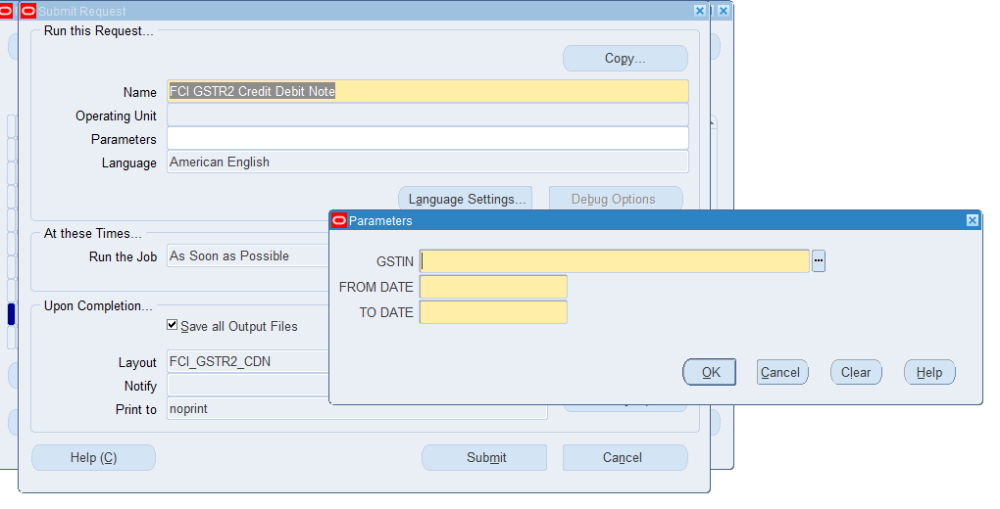 Submit Request
Run this Request...
Copy...
Name FCI GSTR2 Credit Debit Note
Operating Unit
Parameters
Language American English
Language Settings... Debug Options
At these Times...
Run the Job As Soon as Possible
Upon Completion...
Save all Output Files
Layout FCI_GSTR2_CDN
Notify
Print to noprint
Help (C) Submit Cancel
Parameters
GSTIN
FROM DATE
TO DATE
OK Cancel Clear Help